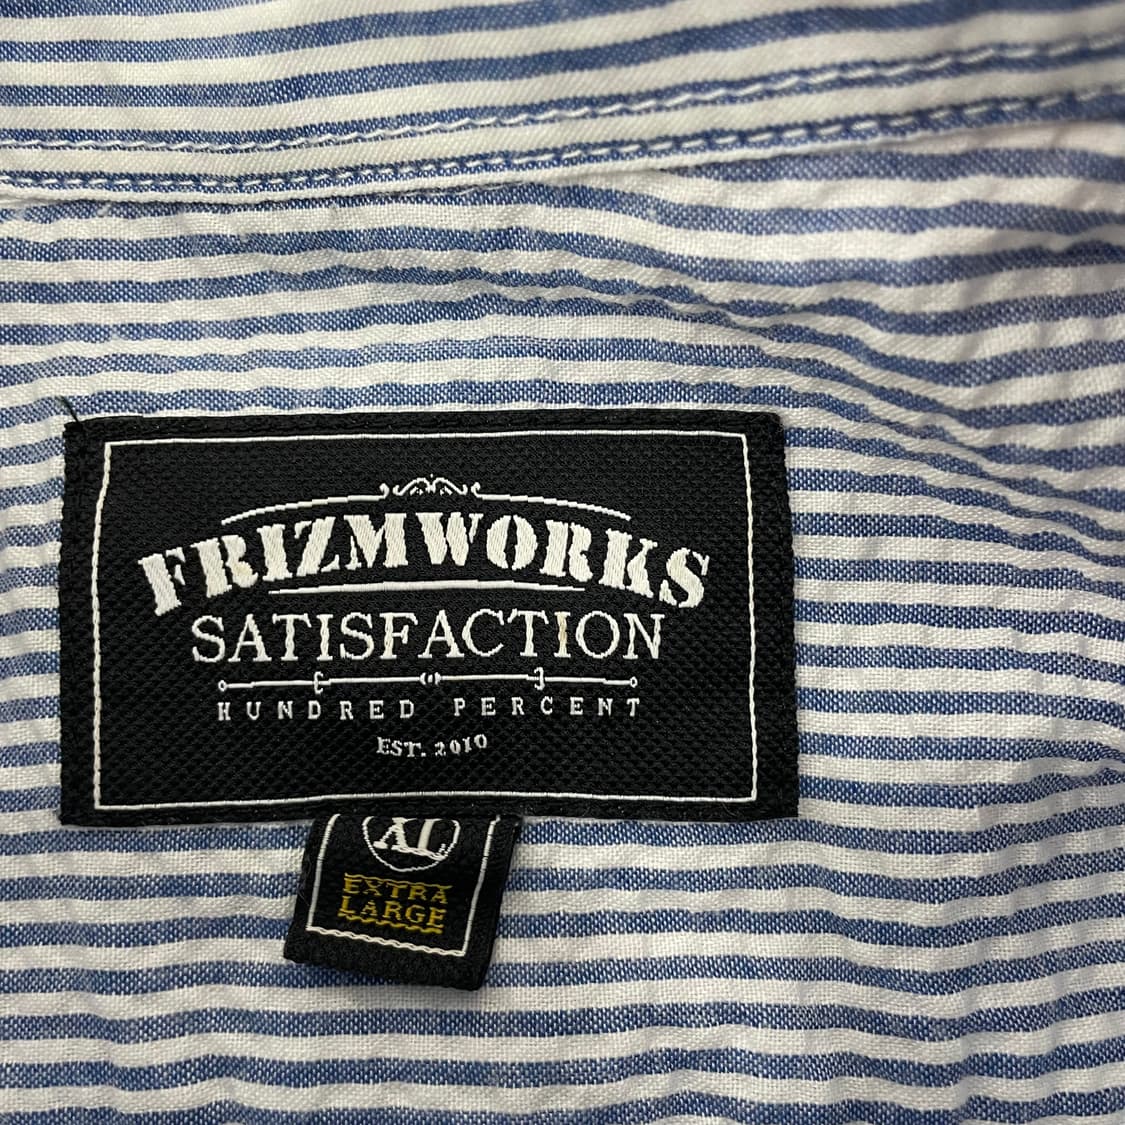 FRIZMWORKS
SATISFACTION
HUNDRED PERCENT
EST. 2010
XL
EXTRA
LARGE